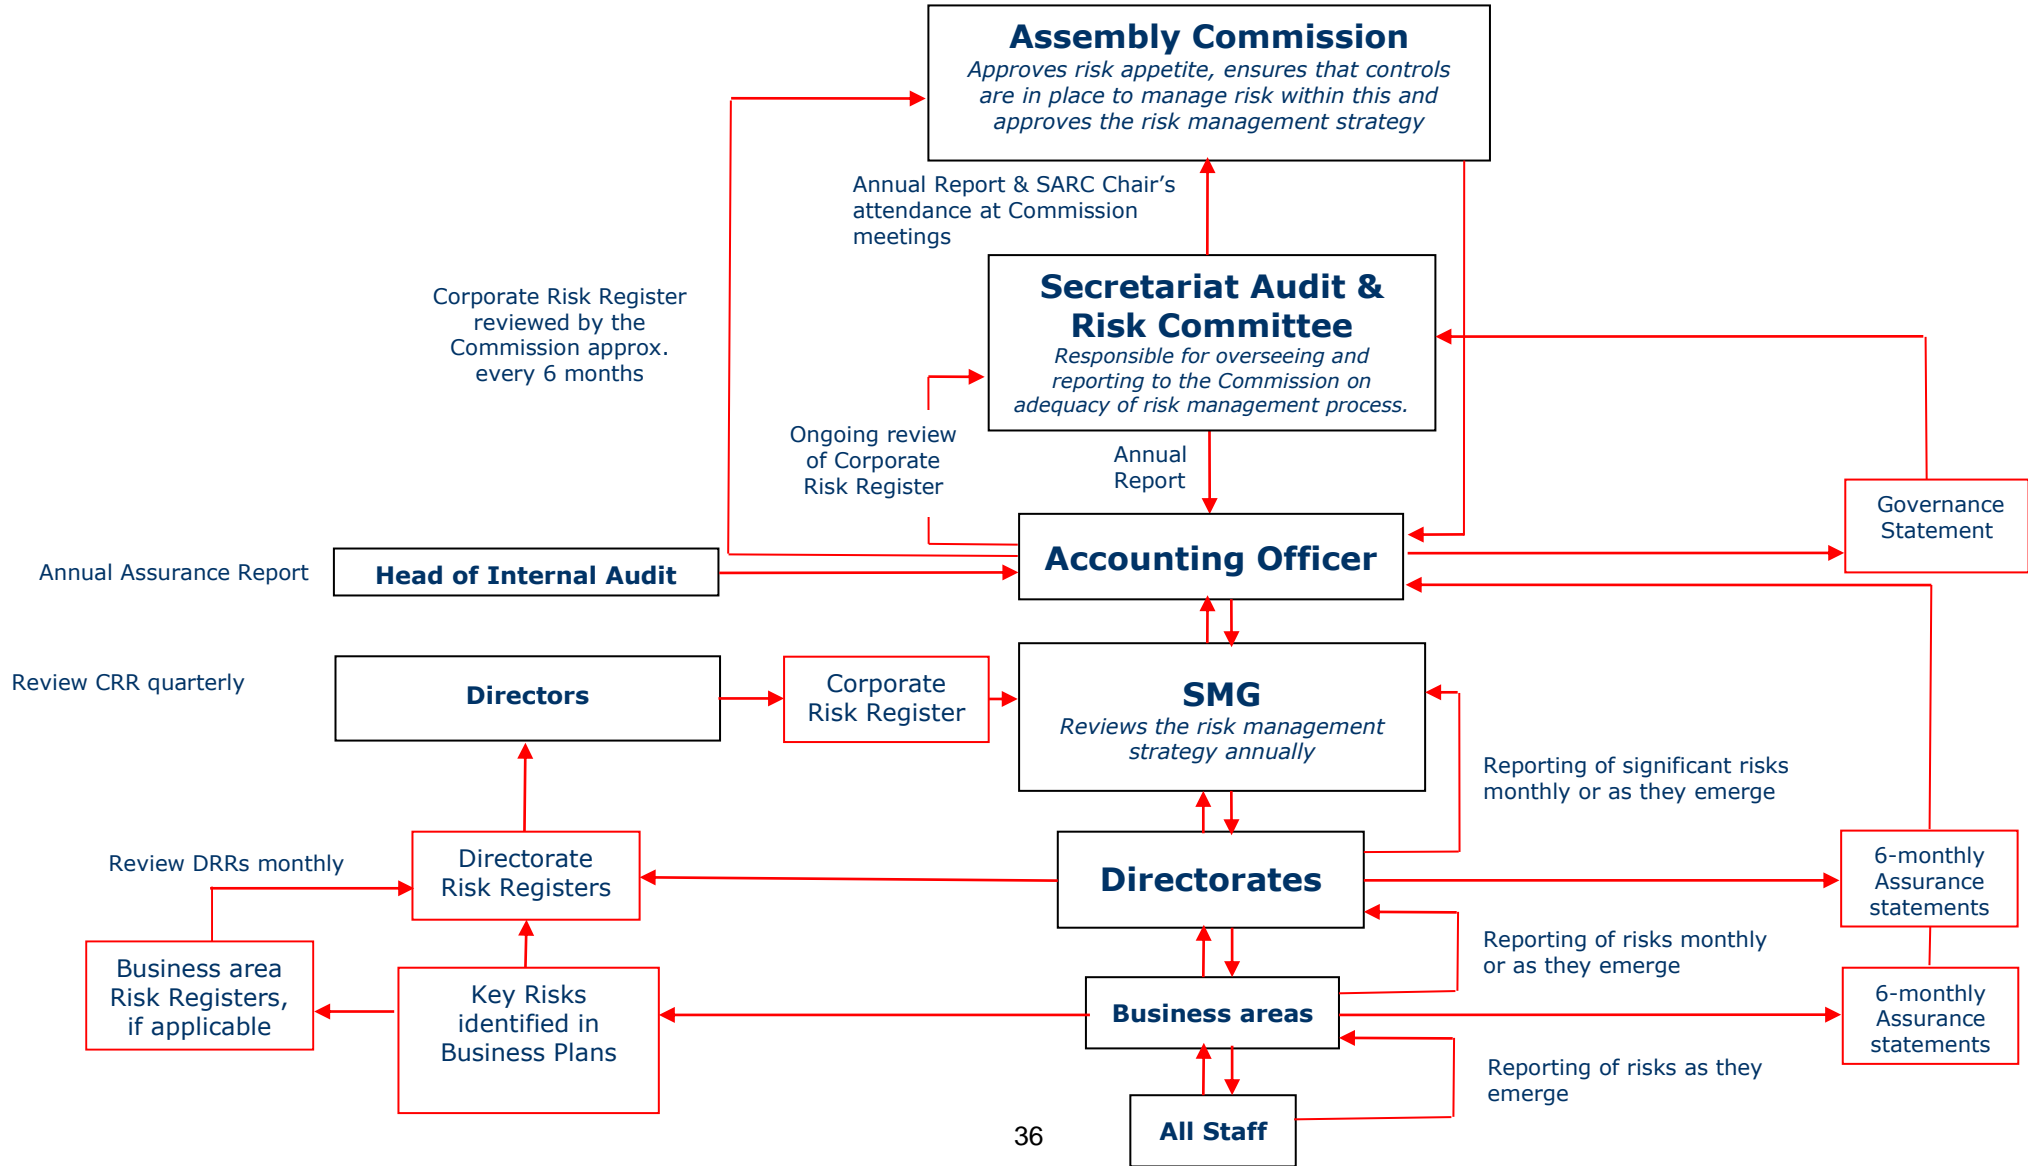 Assembly Commission
Approves risk appetite, ensures that controls
are in place to manage risk within this and
approves the risk management strategy
Annual Report & SARC Chair’s
attendance at Commission
meetings
Corporate Risk Register
reviewed by the
Commission approx.
every 6 months
Secretariat Audit &
Risk Committee
Responsible for overseeing and
reporting to the Commission on
adequacy of risk management process.
Ongoing review
of Corporate
Risk Register
Annual
Report
Governance
Statement
Annual Assurance Report
Head of Internal Audit
Accounting Officer
Review CRR quarterly
Directors
Corporate
Risk Register
SMG
Reviews the risk management
strategy annually
Reporting of significant risks
monthly or as they emerge
Review DRRs monthly
Directorate
Risk Registers
Directorates
6-monthly
Assurance
statements
Reporting of risks monthly
or as they emerge
Business area
Risk Registers,
if applicable
Key Risks
identified in
Business Plans
Business areas
6-monthly
Assurance
statements
Reporting of risks as they
emerge
All Staff
36